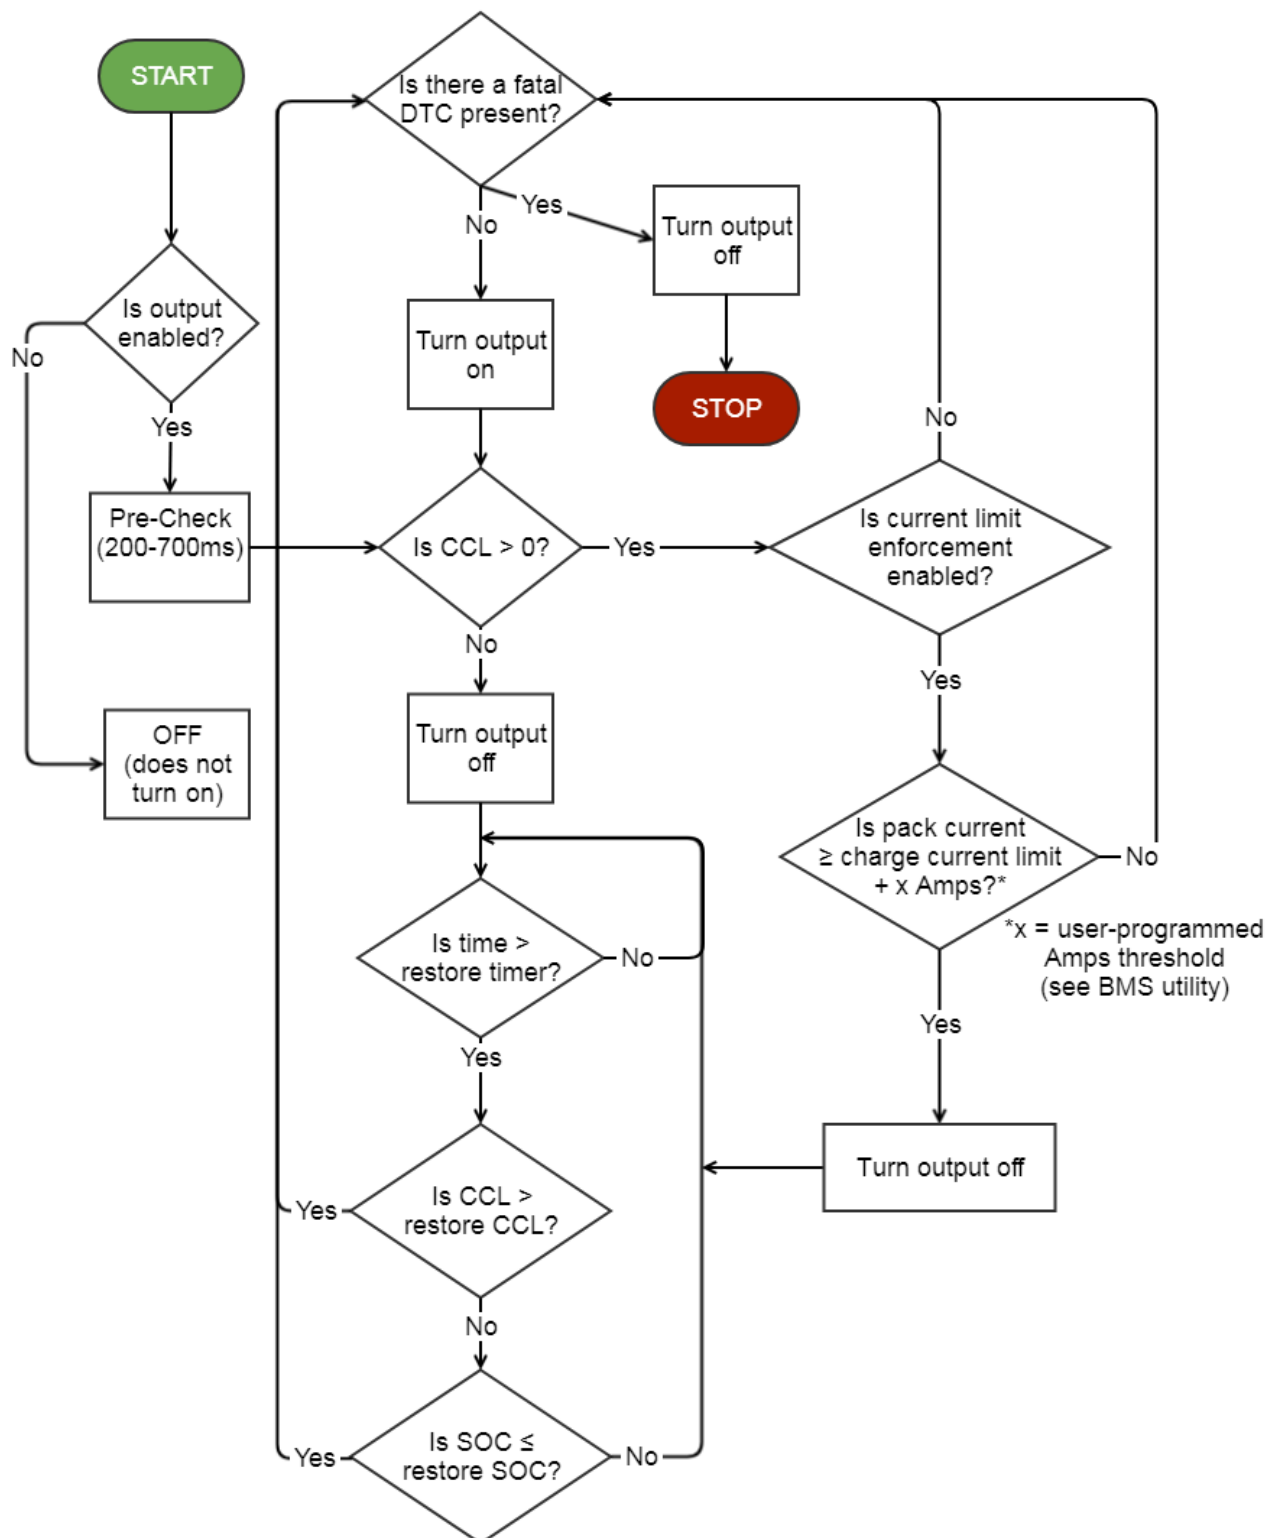 START
Is there a fatal
DTC present?
Yes
No
Turn output
off
Is output
enabled?
No
Turn output
on
STOP
Yes
No
Pre-Check
(200-700ms)
Is CCL > 0?
Yes
Is current limit
enforcement
enabled?
No
Yes
Turn output
off
OFF
(does not
turn on)
Is pack current
≥ charge current limit
+ x Amps?*
No
*x = user-programmed
Amps threshold
(see BMS utility)
Is time >
restore timer?
No
Yes
Yes
Turn output off
Is CCL >
restore CCL?
Yes
No
Is SOC ≤
restore SOC?
Yes
No